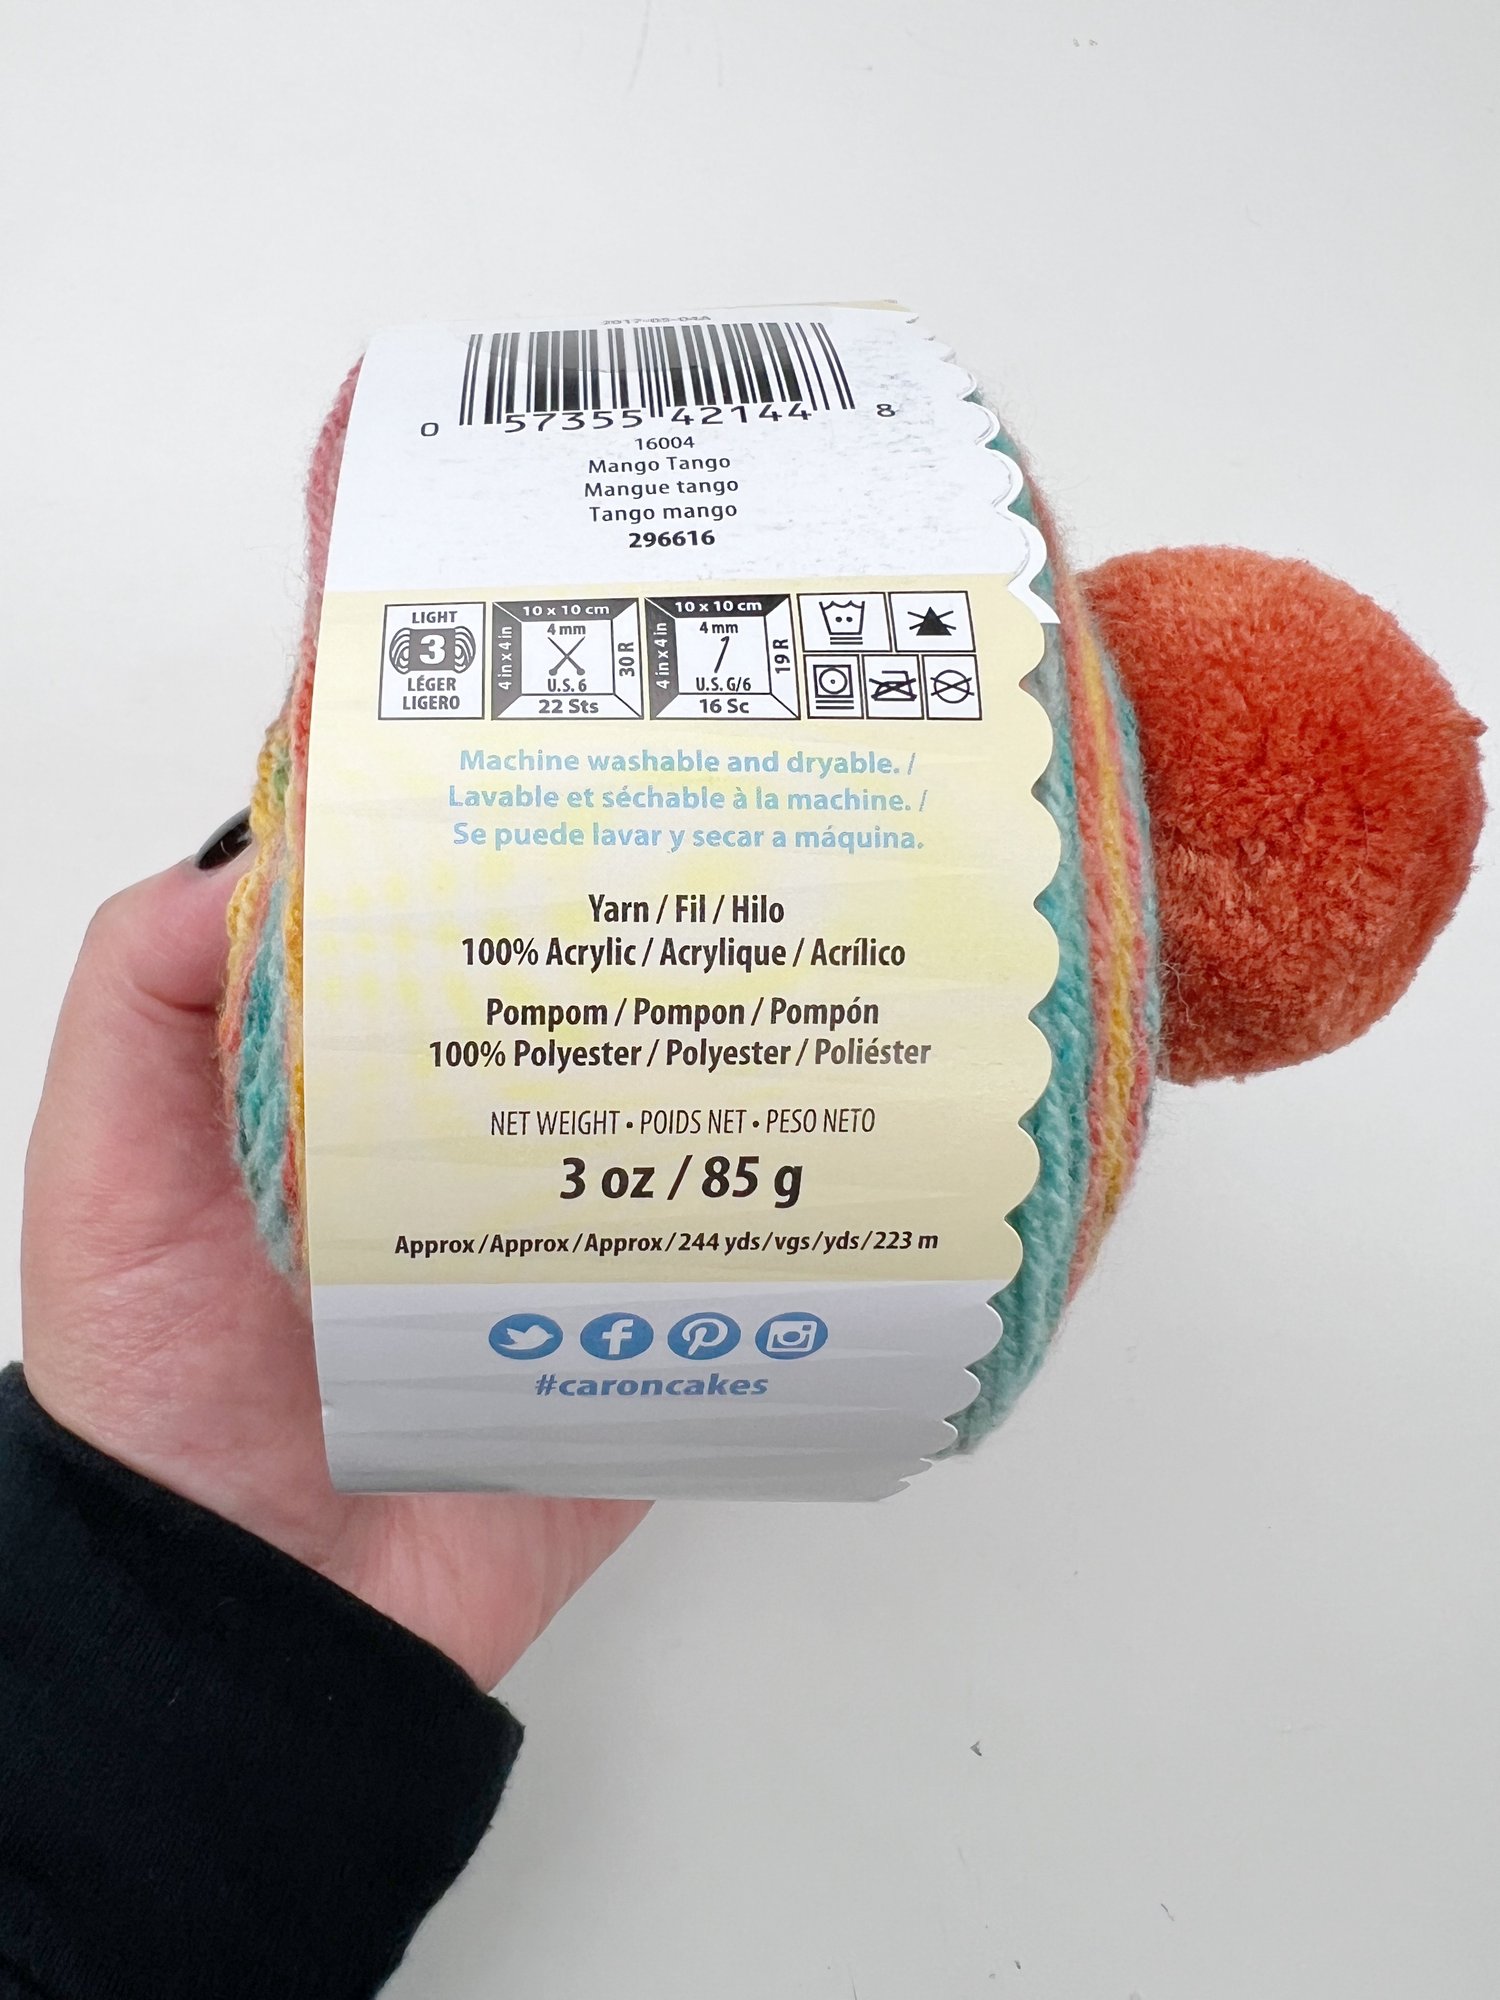 2017-05-04A
0 57355 42144 8
16004
Mango Tango
Mangue tango
Tango mango
296616
LIGHT
3
LÉGER
LIGERO
10 x 10 cm
4 in x 4 in
4 mm
U.S. 6
30 R
22 Sts
10 x 10 cm
4 in x 4 in
4 mm
U.S. G/6
19 R
16 Sc
Machine washable and dryable. /
Lavable et séchable à la machine. /
Se puede lavar y secar a máquina.
Yarn / Fil / Hilo
100% Acrylic / Acrylique / Acrílico
Pompom / Pompon / Pompón
100% Polyester / Polyester / Poliéster
NET WEIGHT • POIDS NET • PESO NETO
3 oz / 85 g
Approx / Approx / Approx / 244 yds / vgs / yds / 223 m
#caroncakes